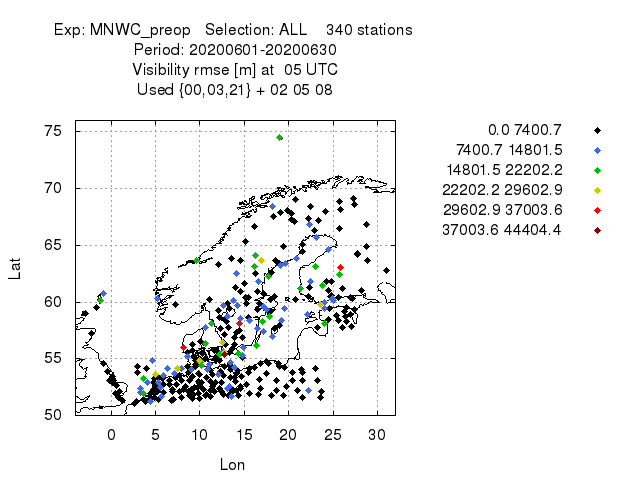 Exp: MNWC_preop   Selection: ALL    340 stations
Period: 20200601-20200630
Visibility rmse [m] at  05 UTC
Used {00,03,21} + 02 05 08
0.0 7400.7
7400.7 14801.5
14801.5 22202.2
22202.2 29602.9
29602.9 37003.6
37003.6 44404.4
75
70
65
60
55
50
Lat
0 5 10 15 20 25 30
Lon